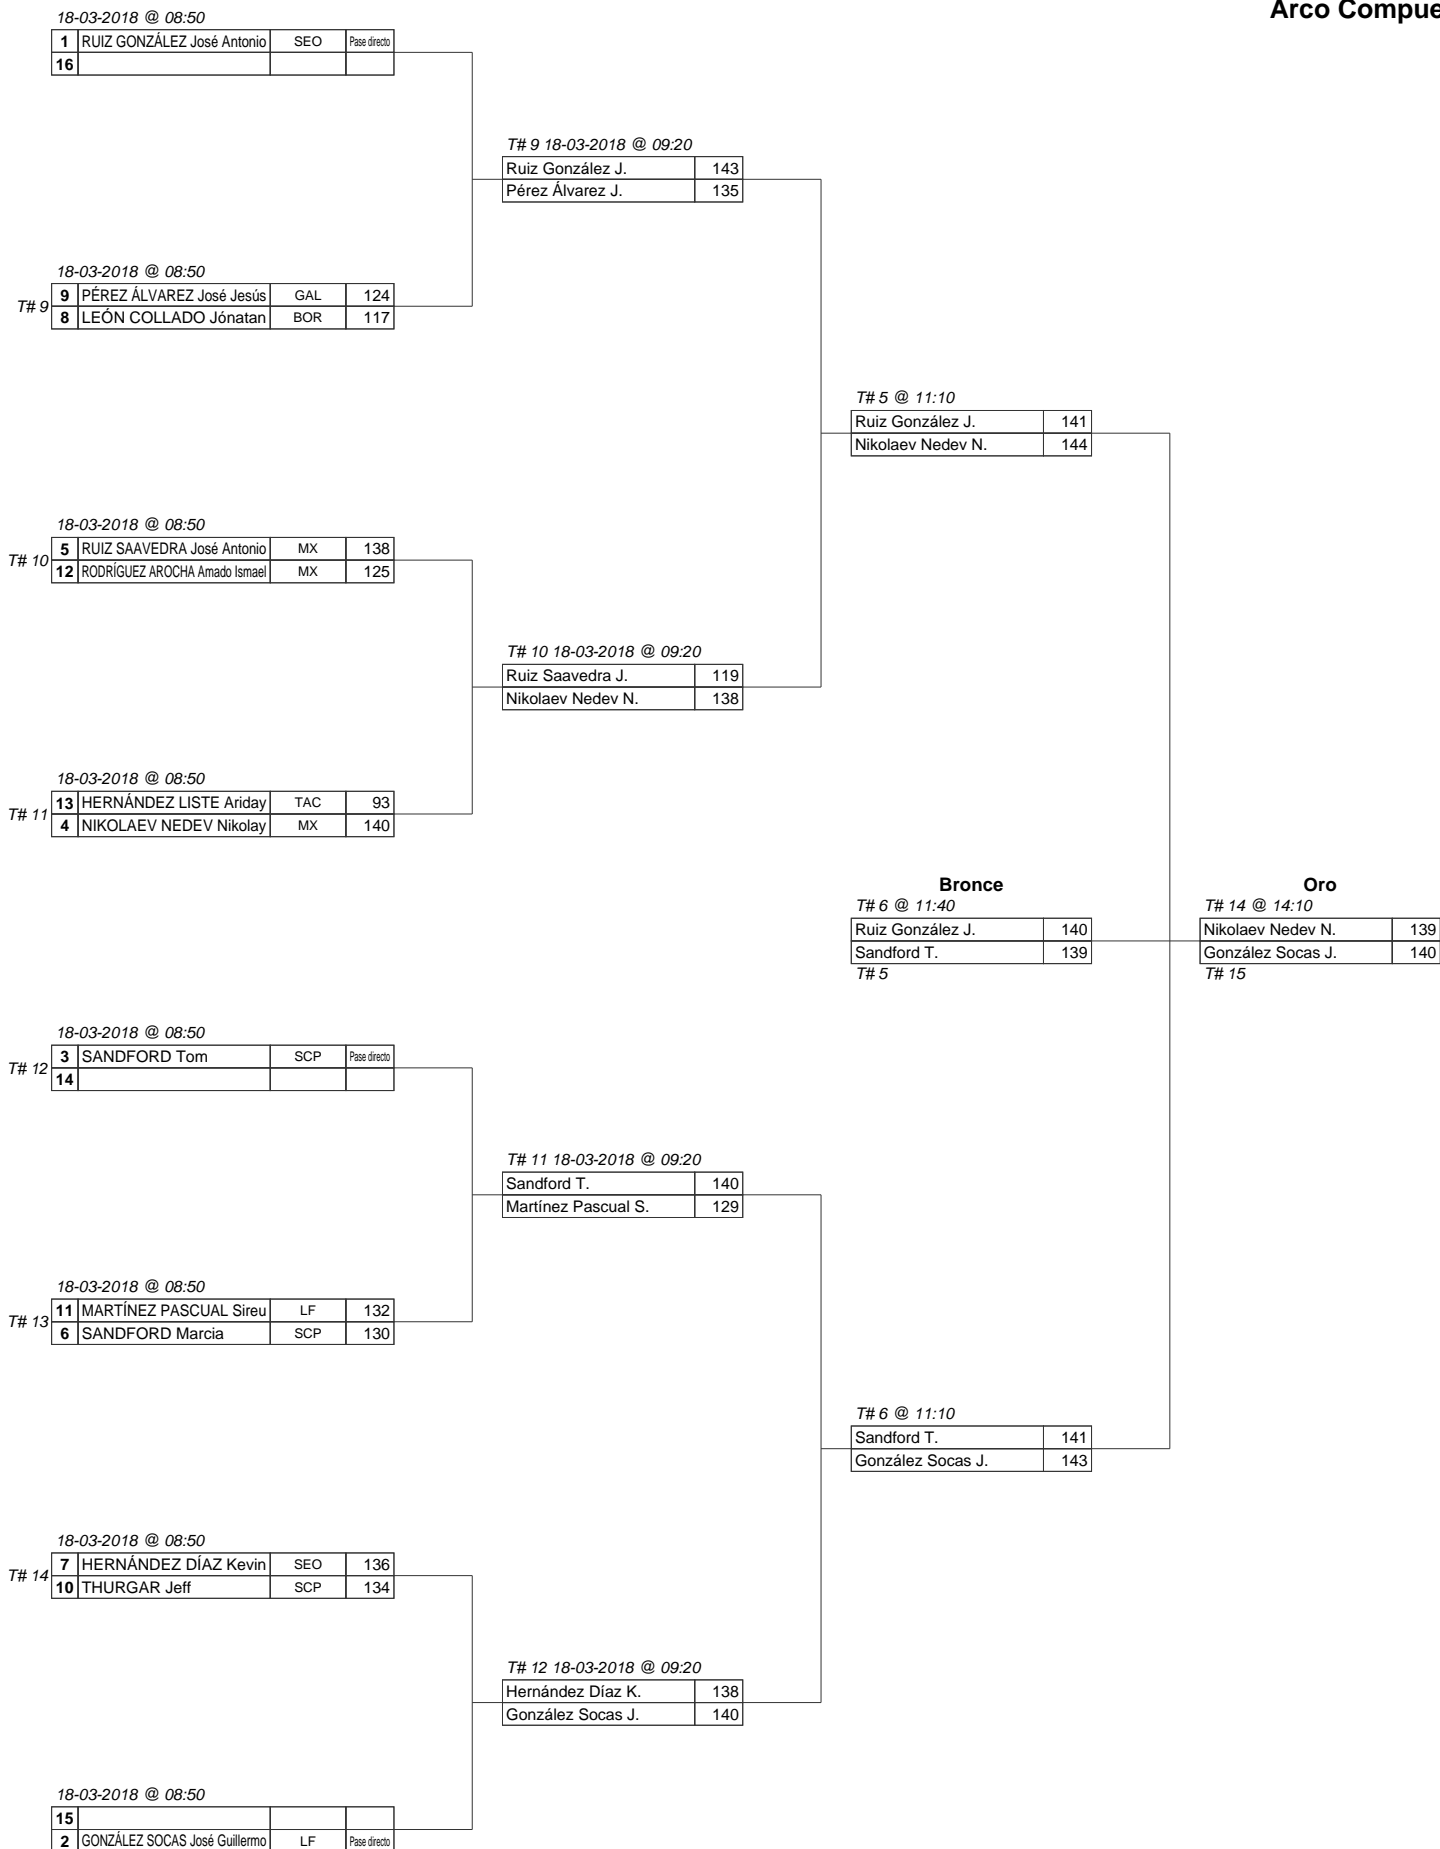 Arco Compue
18-03-2018 @ 08:50
1 RUIZ GONZÁLEZ José Antonio SEO Pase directo
16
T# 9 18-03-2018 @ 09:20
Ruiz González J. 143
Pérez Álvarez J. 135
18-03-2018 @ 08:50
T# 9
9 PÉREZ ÁLVAREZ José Jesús GAL 124
8 LEÓN COLLADO Jónatan BOR 117
T# 5 @ 11:10
Ruiz González J. 141
Nikolaev Nedev N. 144
18-03-2018 @ 08:50
T# 10
5 RUIZ SAAVEDRA José Antonio MX 138
12 RODRÍGUEZ AROCHA Amado Ismael MX 125
T# 10 18-03-2018 @ 09:20
Ruiz Saavedra J. 119
Nikolaev Nedev N. 138
18-03-2018 @ 08:50
T# 11
13 HERNÁNDEZ LISTE Ariday TAC 93
4 NIKOLAEV NEDEV Nikolay MX 140
Bronce
T# 6 @ 11:40
Ruiz González J. 140
Sandford T. 139
T# 5
Oro
T# 14 @ 14:10
Nikolaev Nedev N. 139
González Socas J. 140
T# 15
18-03-2018 @ 08:50
T# 12
3 SANDFORD Tom SCP Pase directo
14
T# 11 18-03-2018 @ 09:20
Sandford T. 140
Martínez Pascual S. 129
18-03-2018 @ 08:50
T# 13
11 MARTÍNEZ PASCUAL Sireu LF 132
6 SANDFORD Marcia SCP 130
T# 6 @ 11:10
Sandford T. 141
González Socas J. 143
18-03-2018 @ 08:50
T# 14
7 HERNÁNDEZ DÍAZ Kevin SEO 136
10 THURGAR Jeff SCP 134
T# 12 18-03-2018 @ 09:20
Hernández Díaz K. 138
González Socas J. 140
18-03-2018 @ 08:50
15
2 GONZÁLEZ SOCAS José Guillermo LF Pase directo